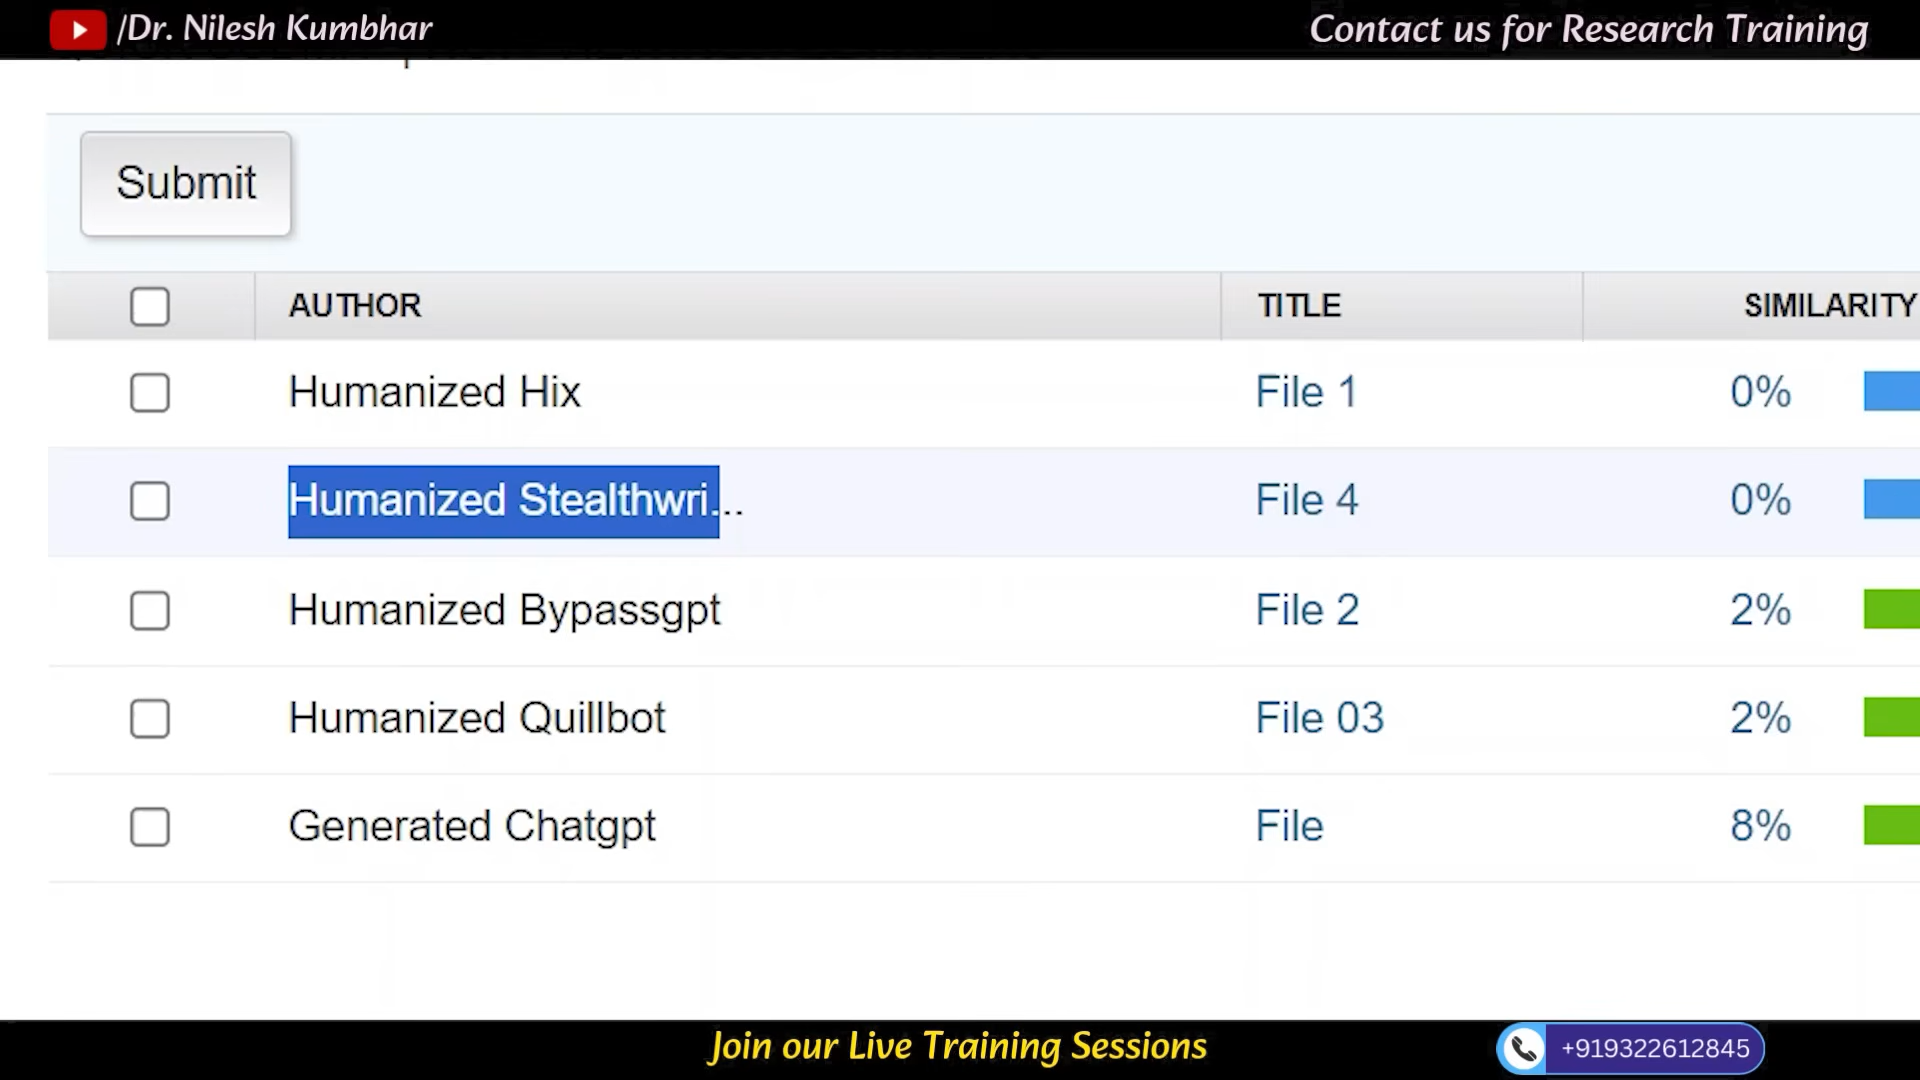 /Dr. Nilesh Kumbhar
Contact us for Research Training
Submit
AUTHOR TITLE SIMILARITY
Humanized Hix File 1 0%
Humanized Stealthwri... File 4 0%
Humanized Bypassgpt File 2 2%
Humanized Quillbot File 03 2%
Generated Chatgpt File 8%
Join our Live Training Sessions
+919322612845